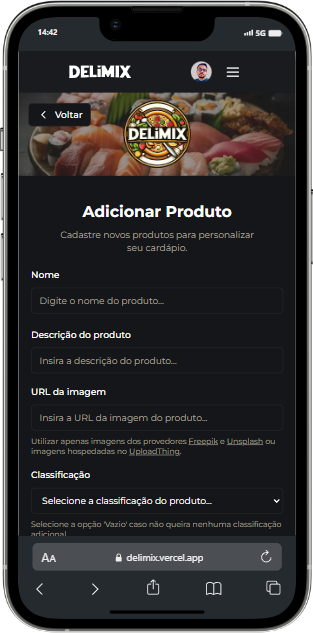 14:42
5G
DELiMIX
Voltar
DELiMIX
Adicionar Produto
Cadastre novos produtos para personalizar
seu cardápio.
Nome
Digite o nome do produto...
Descrição do produto
Insira a descrição do produto...
URL da imagem
Insira a URL da imagem do produto...
Utilizar apenas imagens dos provedores Freepik e Unsplash ou
imagens hospedadas no UploadThing.
Classificação
Selecione a classificação do produto...
Selecione a opção 'Vazio' caso não queira nenhuma classificação
adicional.
AA
delimix.vercel.app